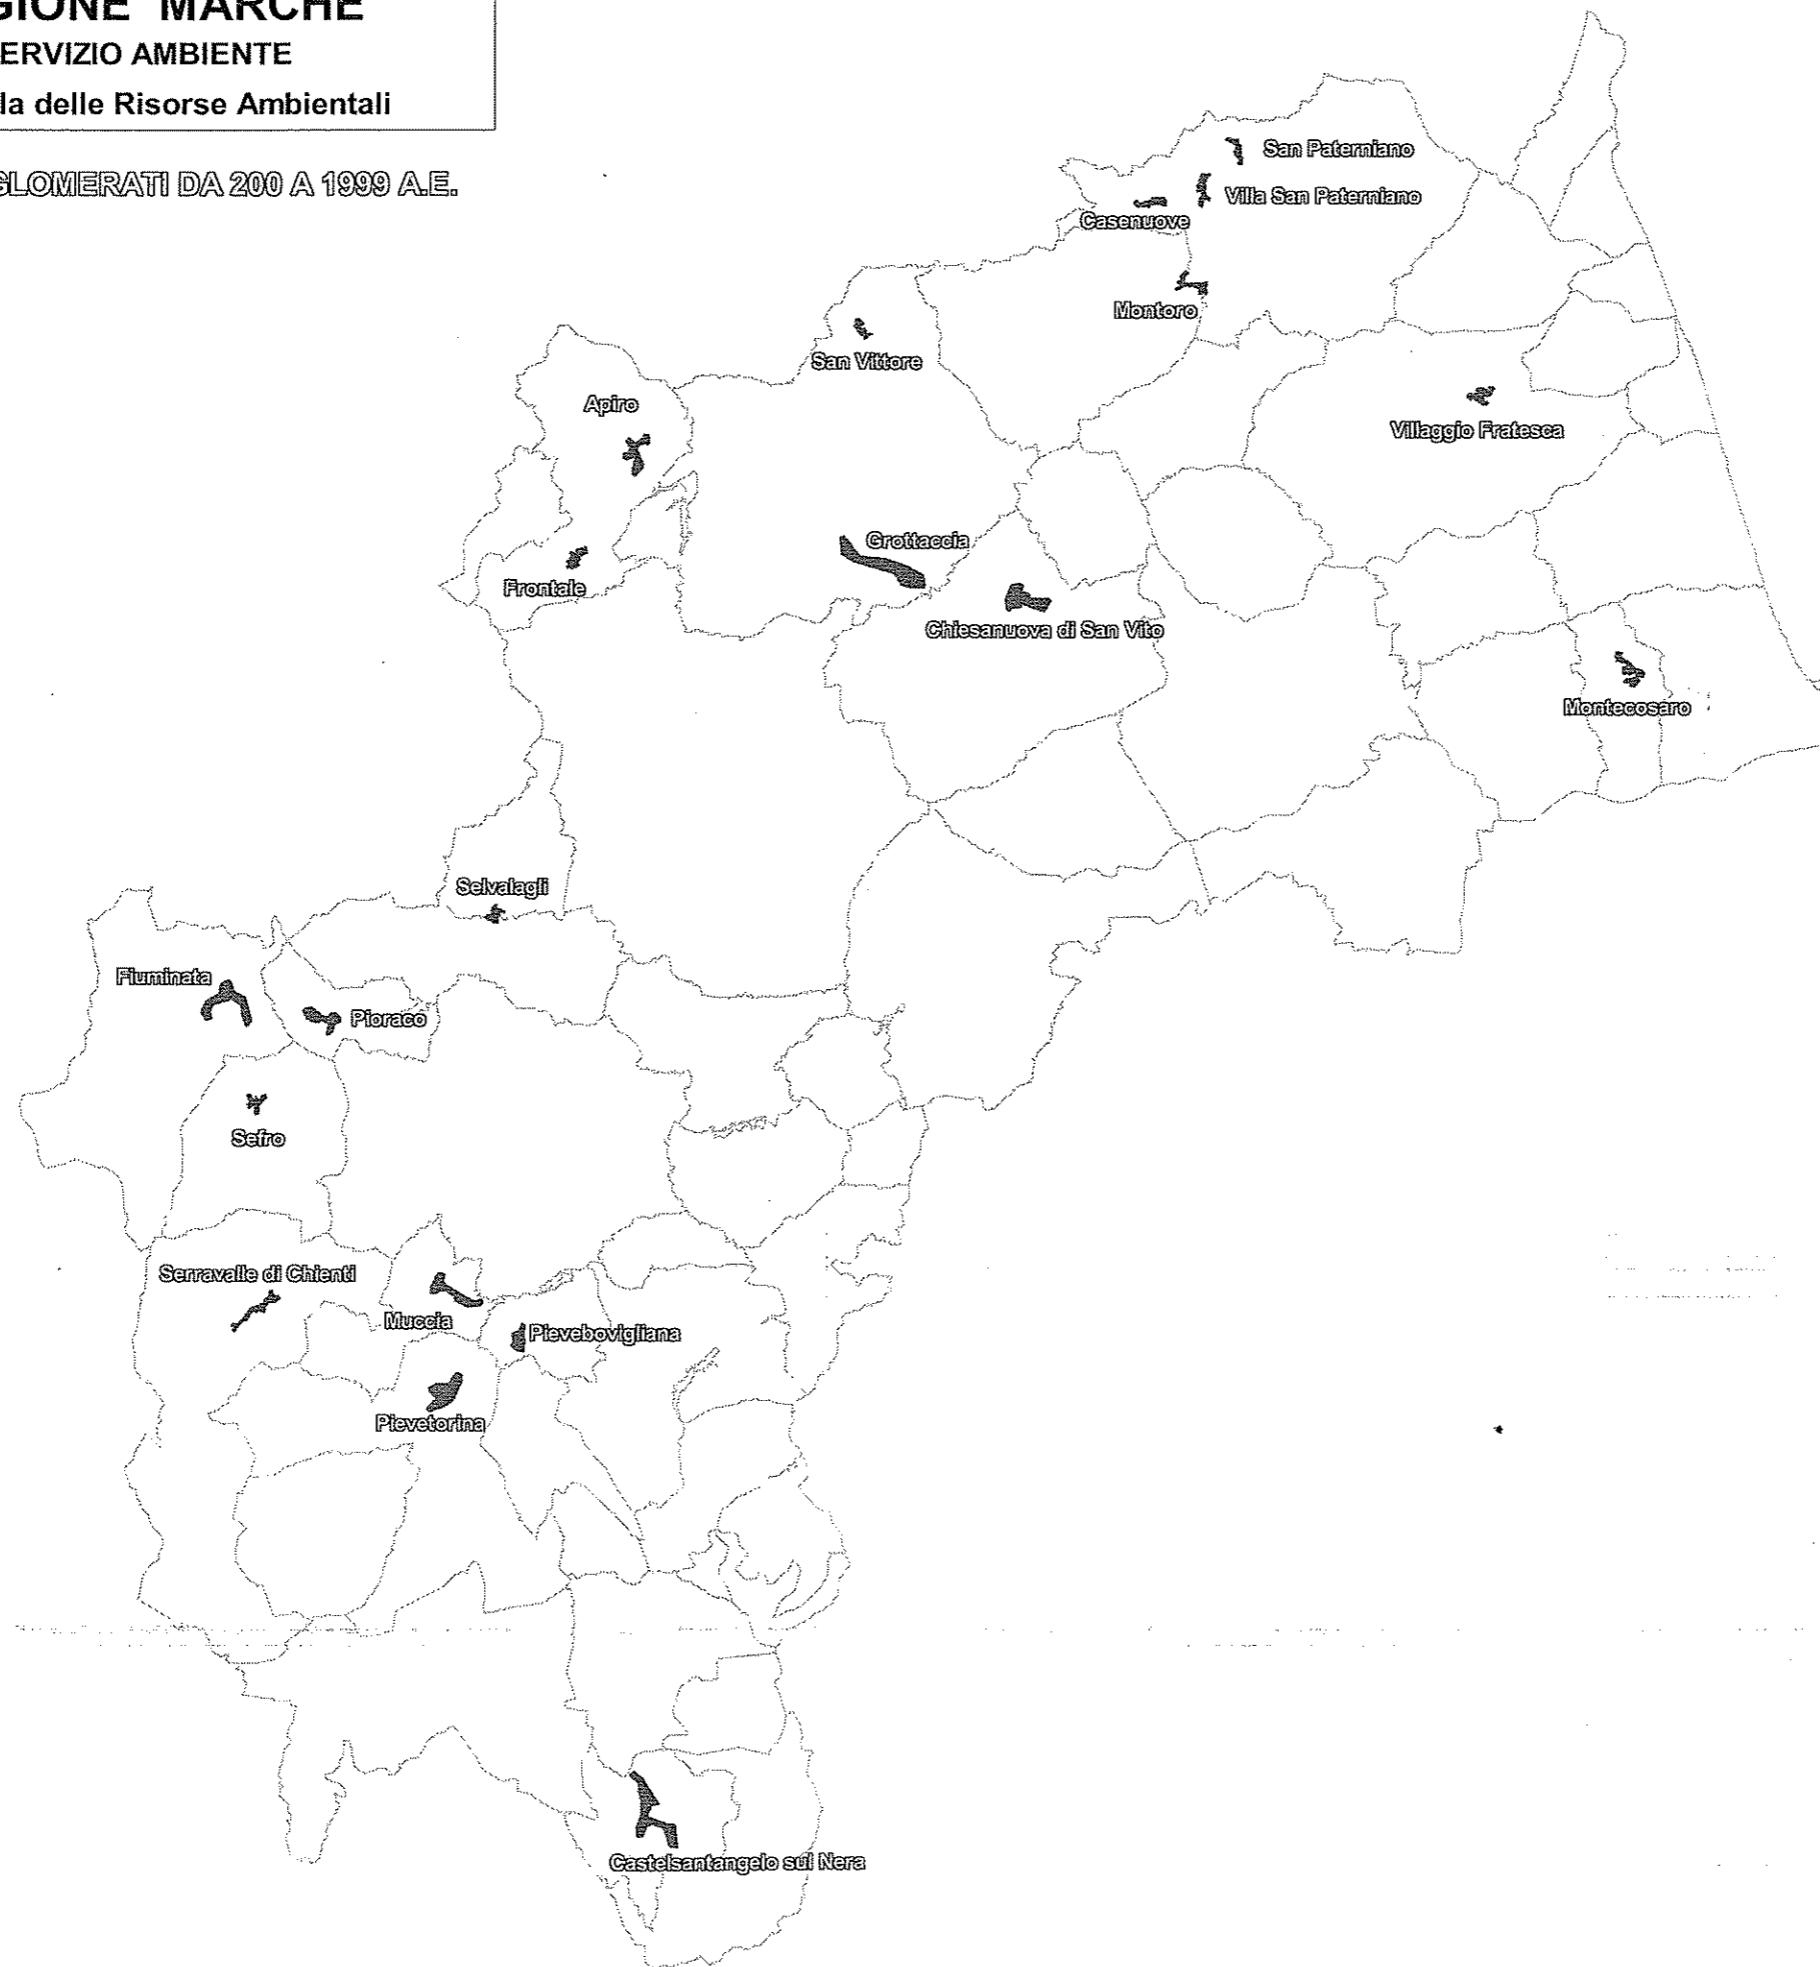 GIONE MARCHE
ERVIZIO AMBIENTE
la delle Risorse Ambientali
GLOMERATI DA 200 A 1999 A.E.
San Paterniano
Villa San Paterniano
Casenuove
Montoro
San Vittore
Apiro
Villaggio Fratesca
Grottaccia
Frontale
Chiesanuova di San Vito
Montecosaro
Selvalagli
Fiuminata
Pioraco
Sefro
Serravalle di Chienti
Muccia
Pievebovigliana
Pievetorina
Castelsantangelo sul Nera